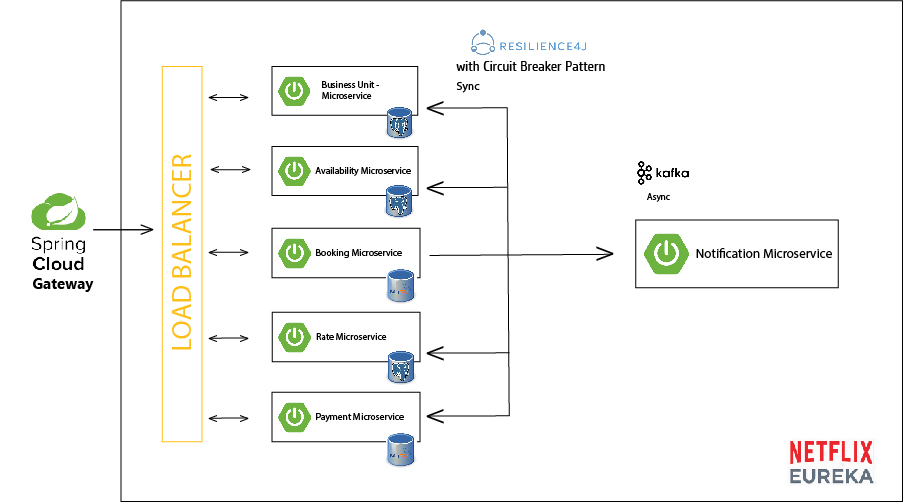 RESILIENCE4J
with Circuit Breaker Pattern
Sync
Business Unit -
Microservice
Availability Microservice
Booking Microservice
Rate Microservice
Payment Microservice
LOAD BALANCER
Spring
Cloud
Gateway
kafka
Async
Notification Microservice
NETFLIX
EUREKA